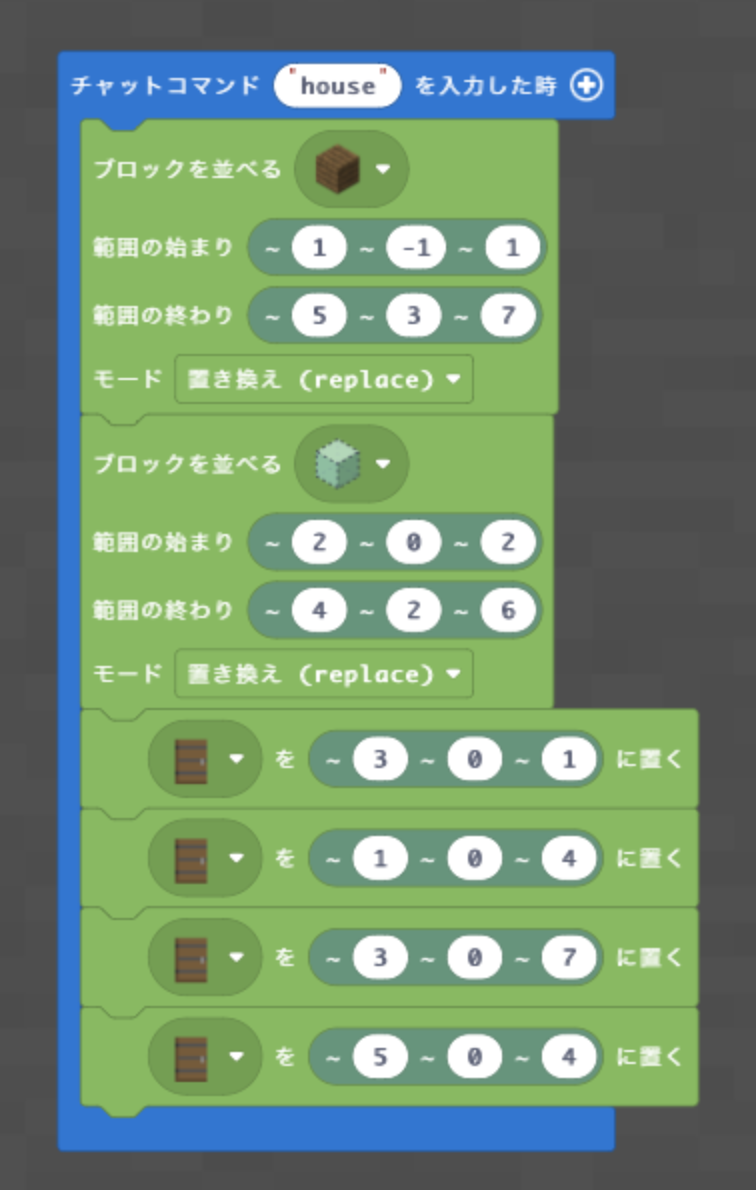 チャットコマンド "house" を入力した時
ブロックを並べる
範囲の始まり ~ 1 ~ -1 ~ 1
範囲の終わり ~ 5 ~ 3 ~ 7
モード 置き換え (replace)
ブロックを並べる
範囲の始まり ~ 2 ~ 0 ~ 2
範囲の終わり ~ 4 ~ 2 ~ 6
モード 置き換え (replace)
を ~ 3 ~ 0 ~ 1 に置く
を ~ 1 ~ 0 ~ 4 に置く
を ~ 3 ~ 0 ~ 7 に置く
を ~ 5 ~ 0 ~ 4 に置く